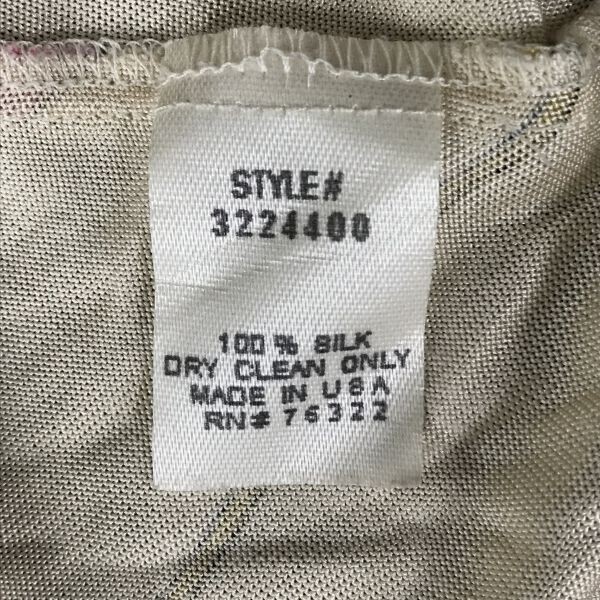 STYLE#
3224400
100% SILK
DRY CLEAN ONLY
MADE IN USA
RN# 76322